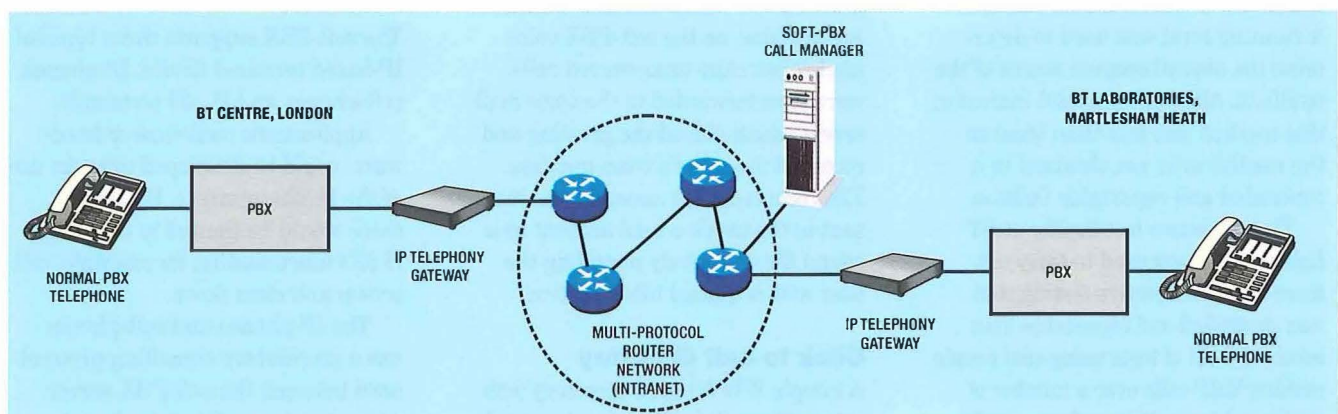 SOFT-PBX
CALL MANAGER
BT CENTRE, LONDON
BT LABORATORIES,
MARTLESHAM HEATH
PBX
PBX
NORMAL PBX
TELEPHONE
IP TELEPHONY
GATEWAY
MULTI-PROTOCOL
ROUTER
NETWORK
(INTRANET)
IP TELEPHONY
GATEWAY
NORMAL PBX
TELEPHONE